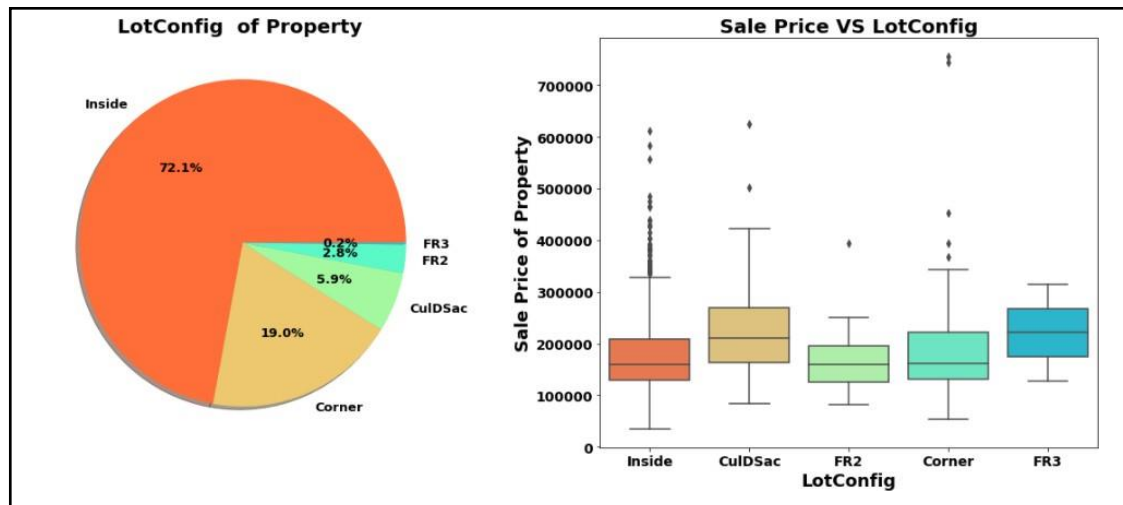 LotConfig  of Property
Inside
72.1%
0.2%
FR3
2.8%
FR2
5.9%
CulDSac
19.0%
Corner
Sale Price VS LotConfig
Sale Price of Property
700000
600000
500000
400000
300000
200000
100000
0
Inside
CulDSac
FR2
Corner
FR3
LotConfig